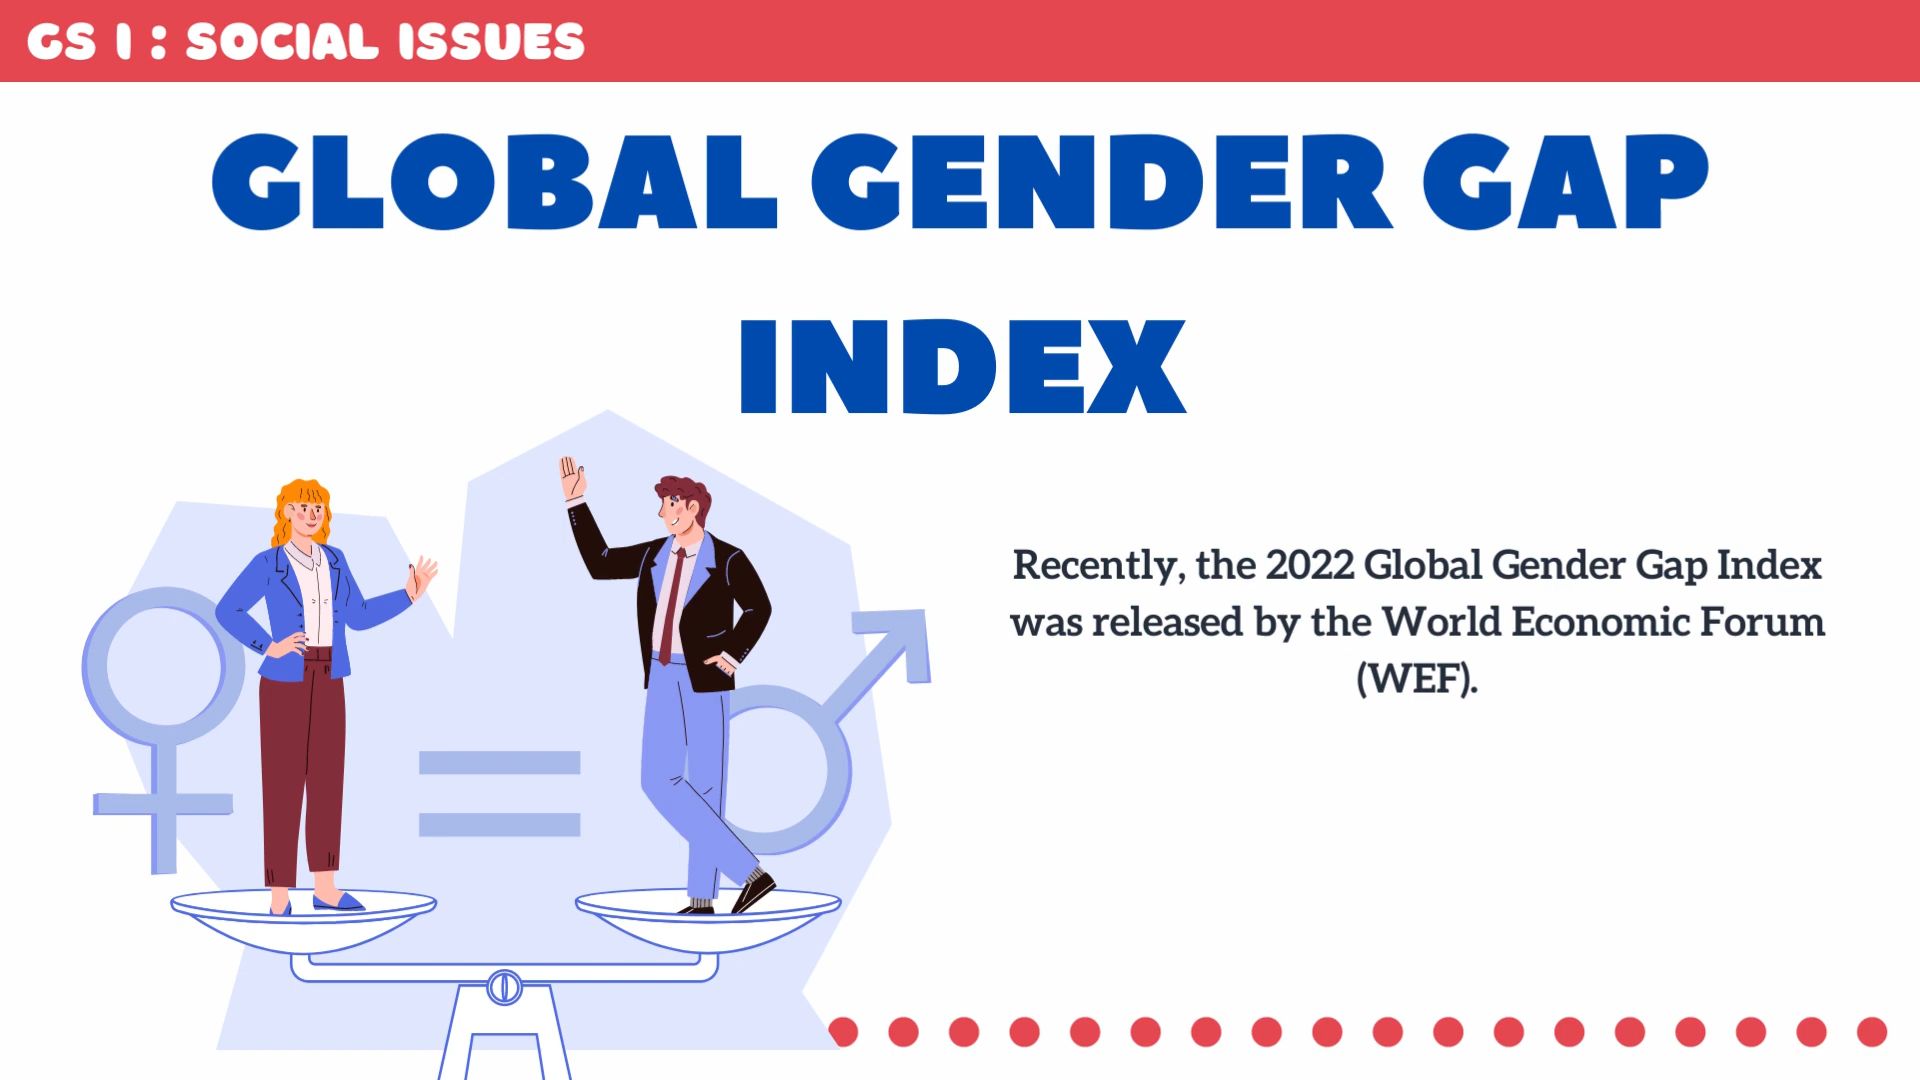 GS I : SOCIAL ISSUES
GLOBAL GENDER GAP
INDEX
Recently, the 2022 Global Gender Gap Index
was released by the World Economic Forum
(WEF).